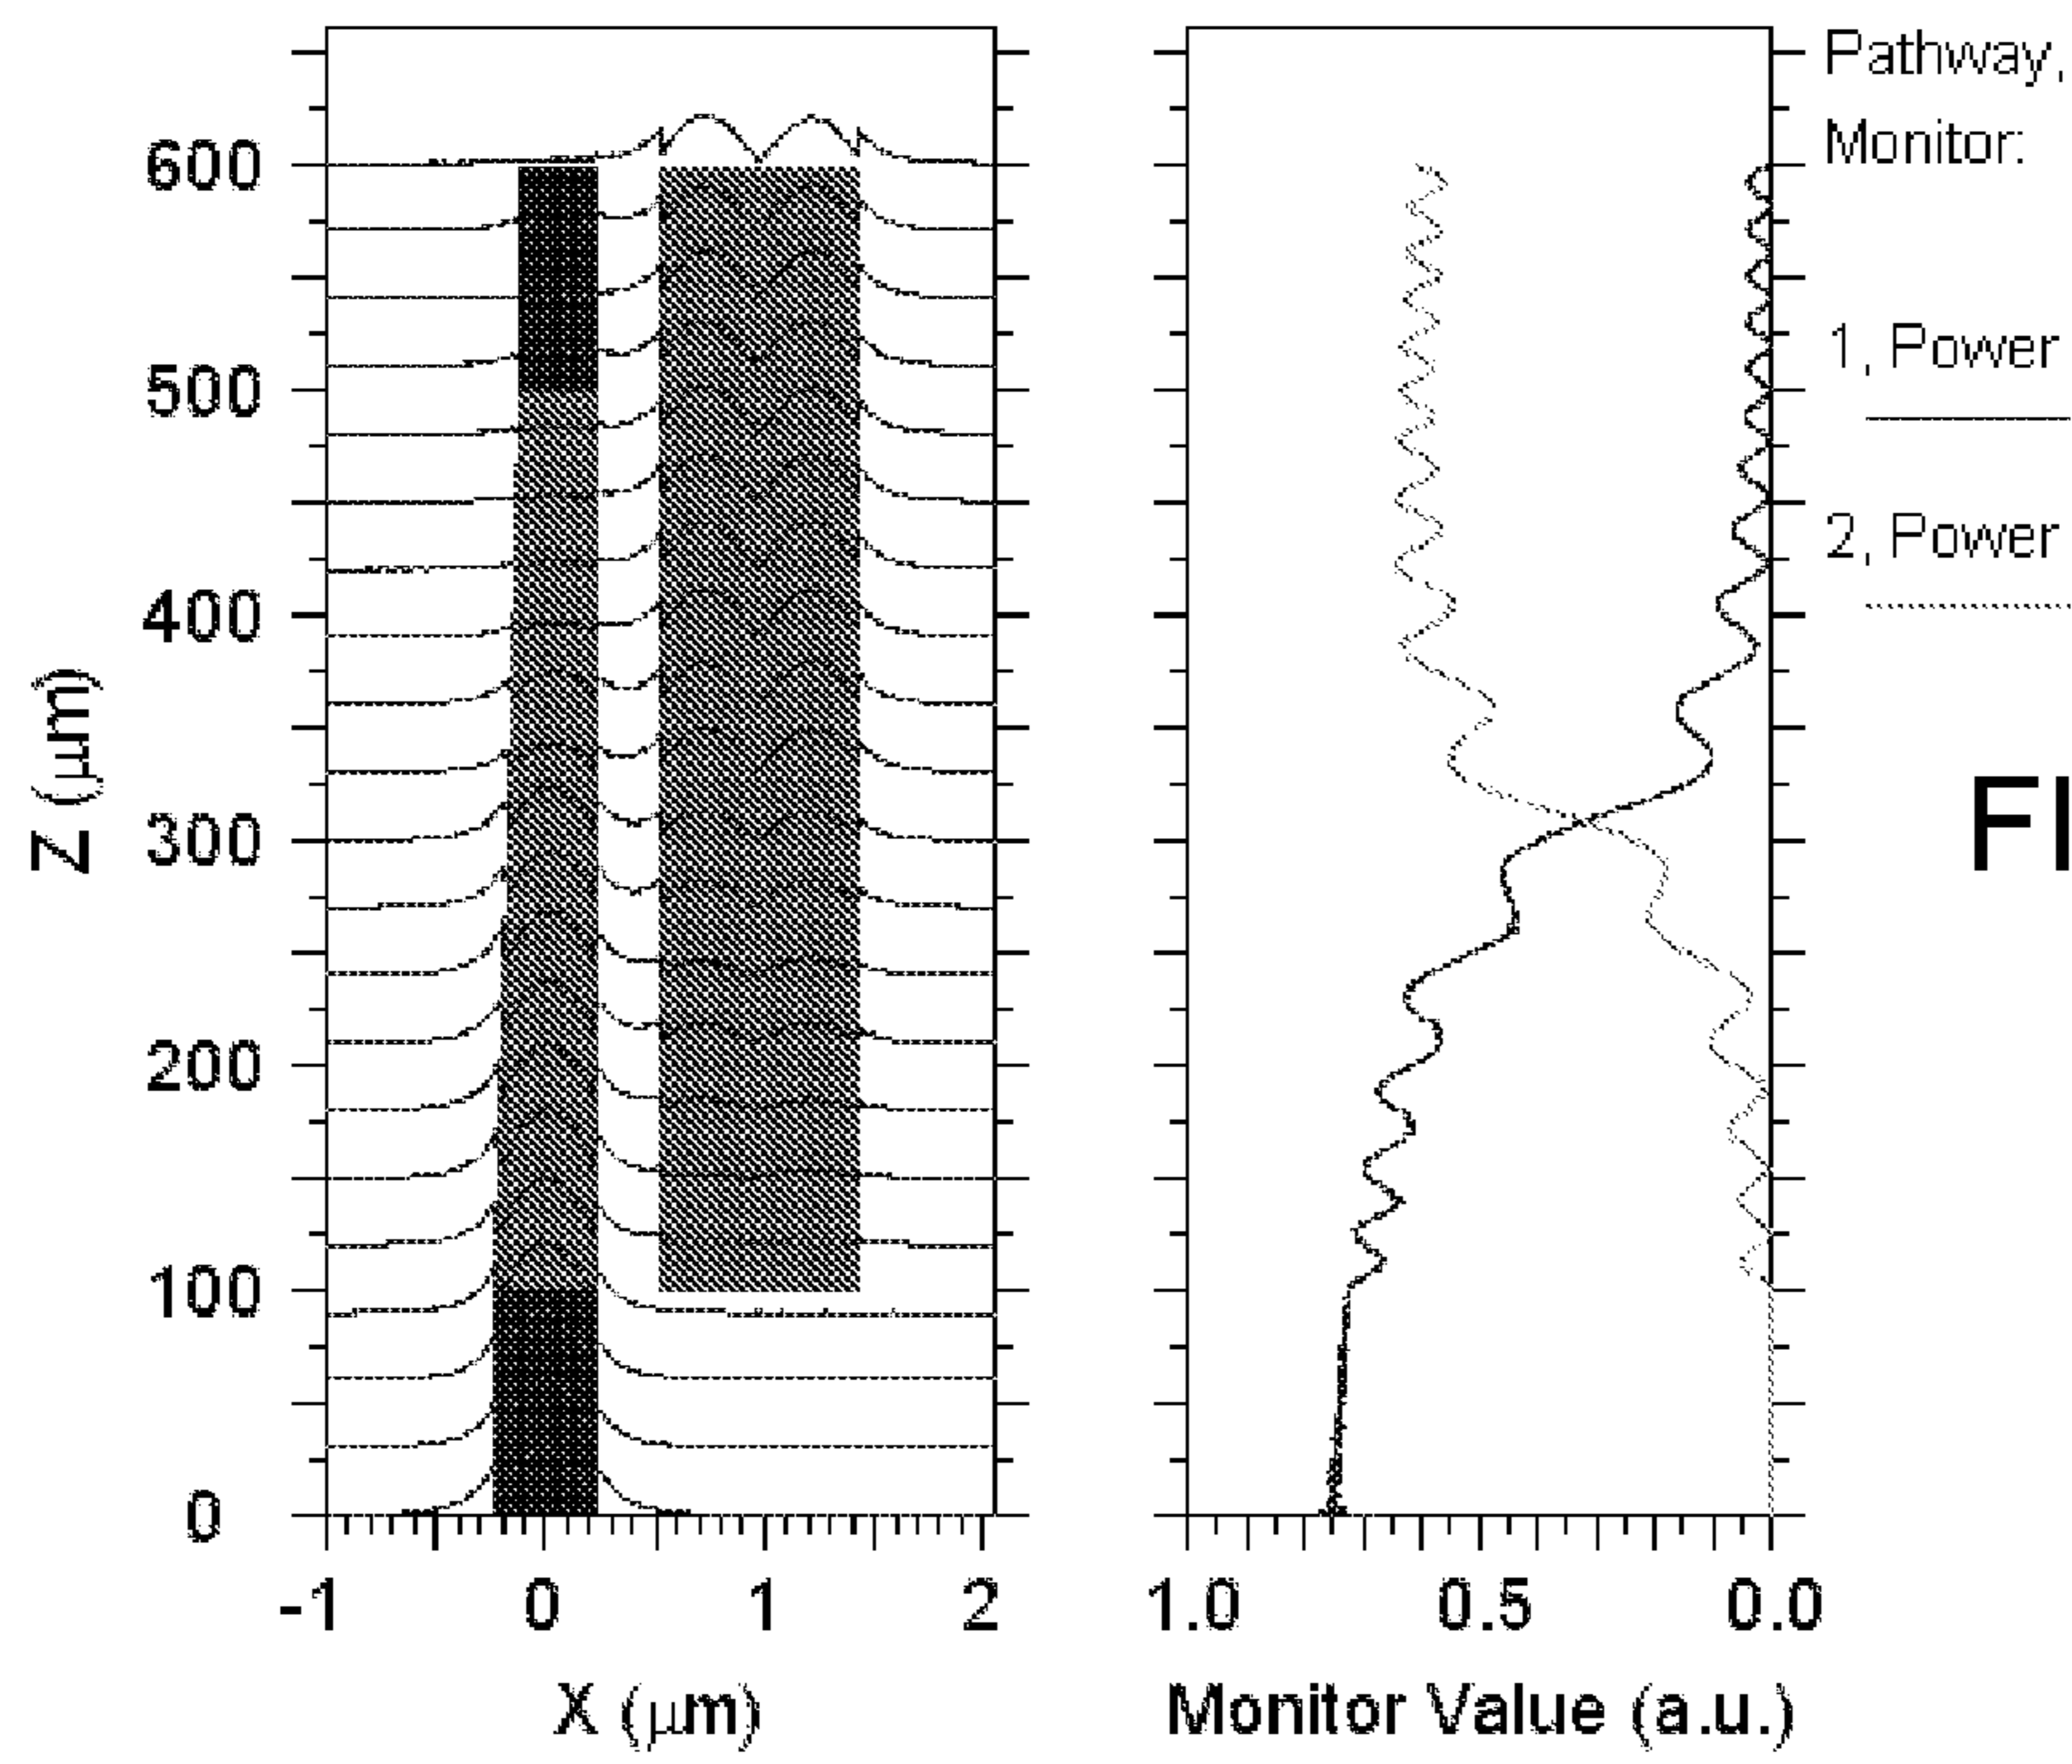 Pathway,
Monitor:
1, Power
2, Power
600
500
400
300
200
100
0
Z (μm)
-1 0 1 2
X (μm)
1.0 0.5 0.0
Monitor Value (a.u.)
FI